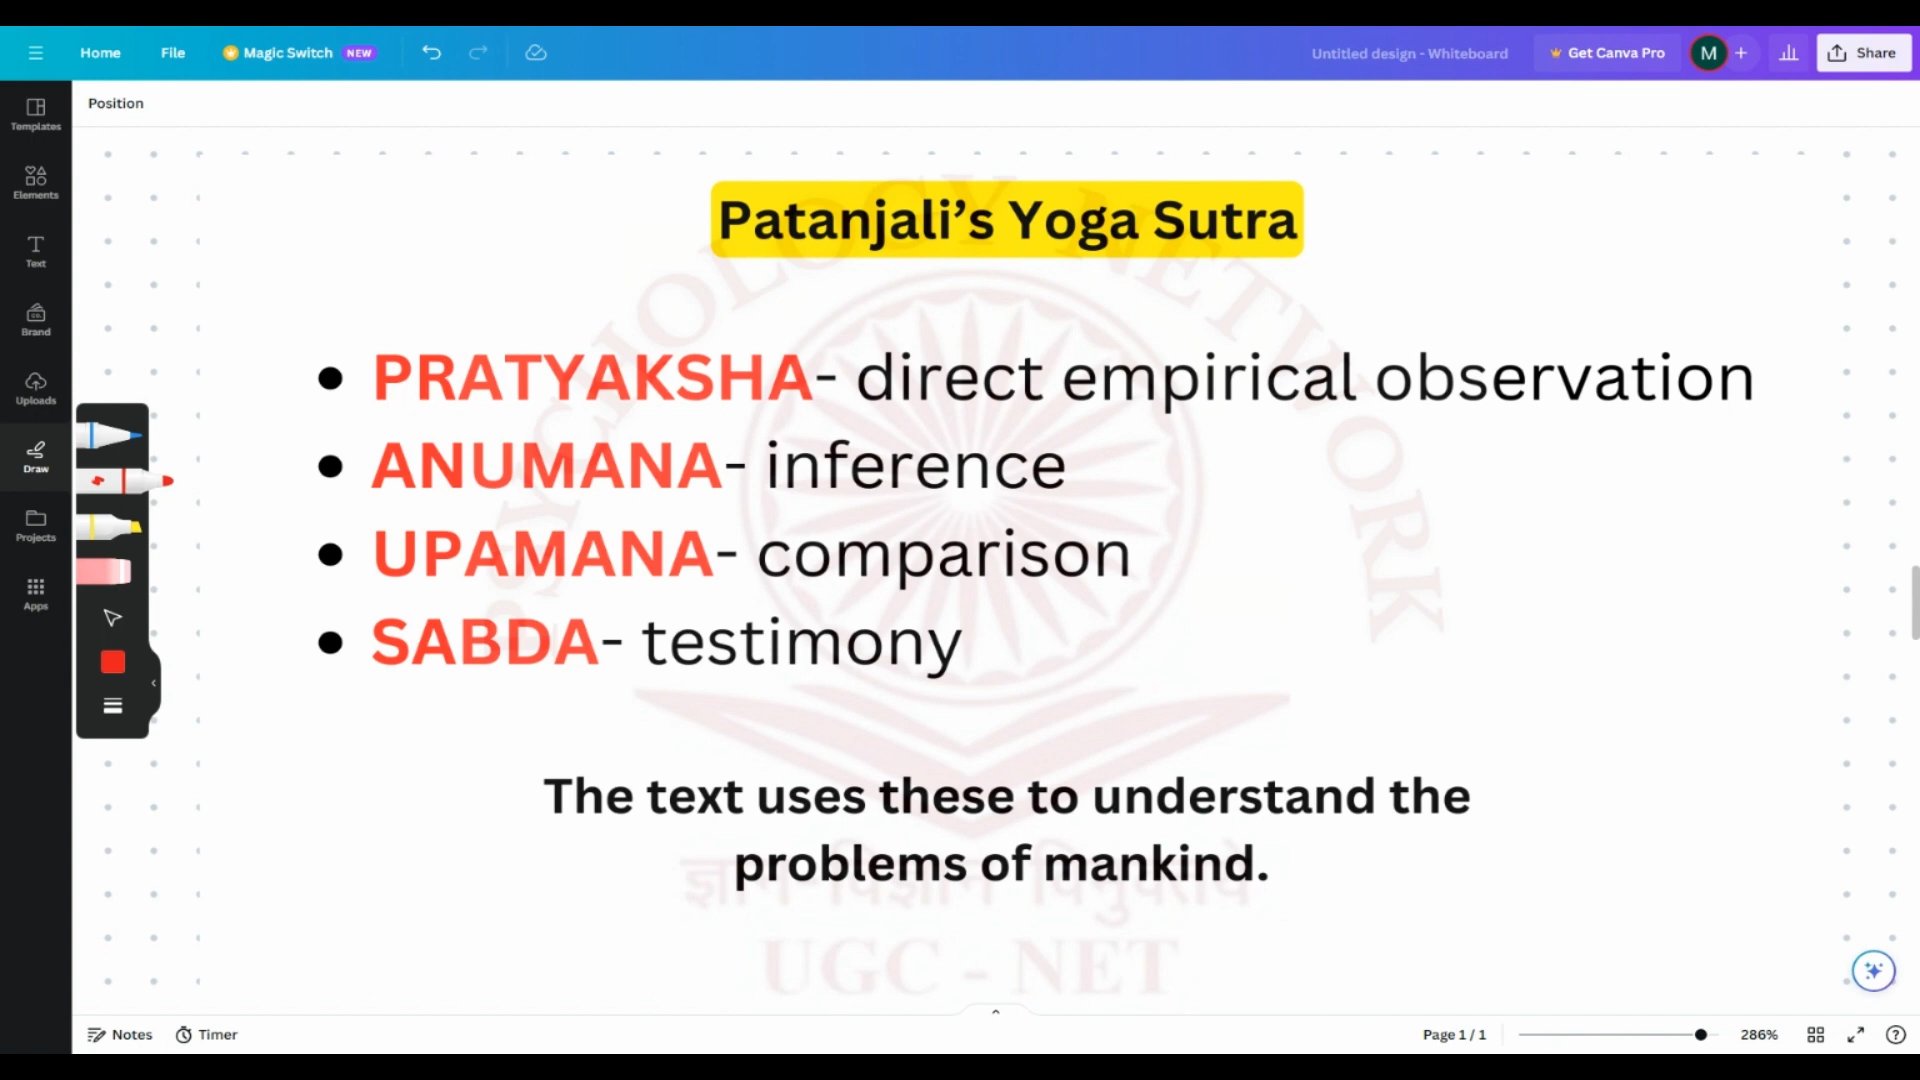 Home File Magic Switch NEW Untitled design - Whiteboard Get Canva Pro M + Share
Position
Templates
Elements
Text
Brand
Uploads
Draw
Projects
Apps
Patanjali’s Yoga Sutra
• PRATYAKSHA- direct empirical observation
• ANUMANA- inference
• UPAMANA- comparison
• SABDA- testimony
The text uses these to understand the
problems of mankind.
PSYCHOLOGY NETWORK
UGC - NET
Notes Timer Page 1 / 1 286%